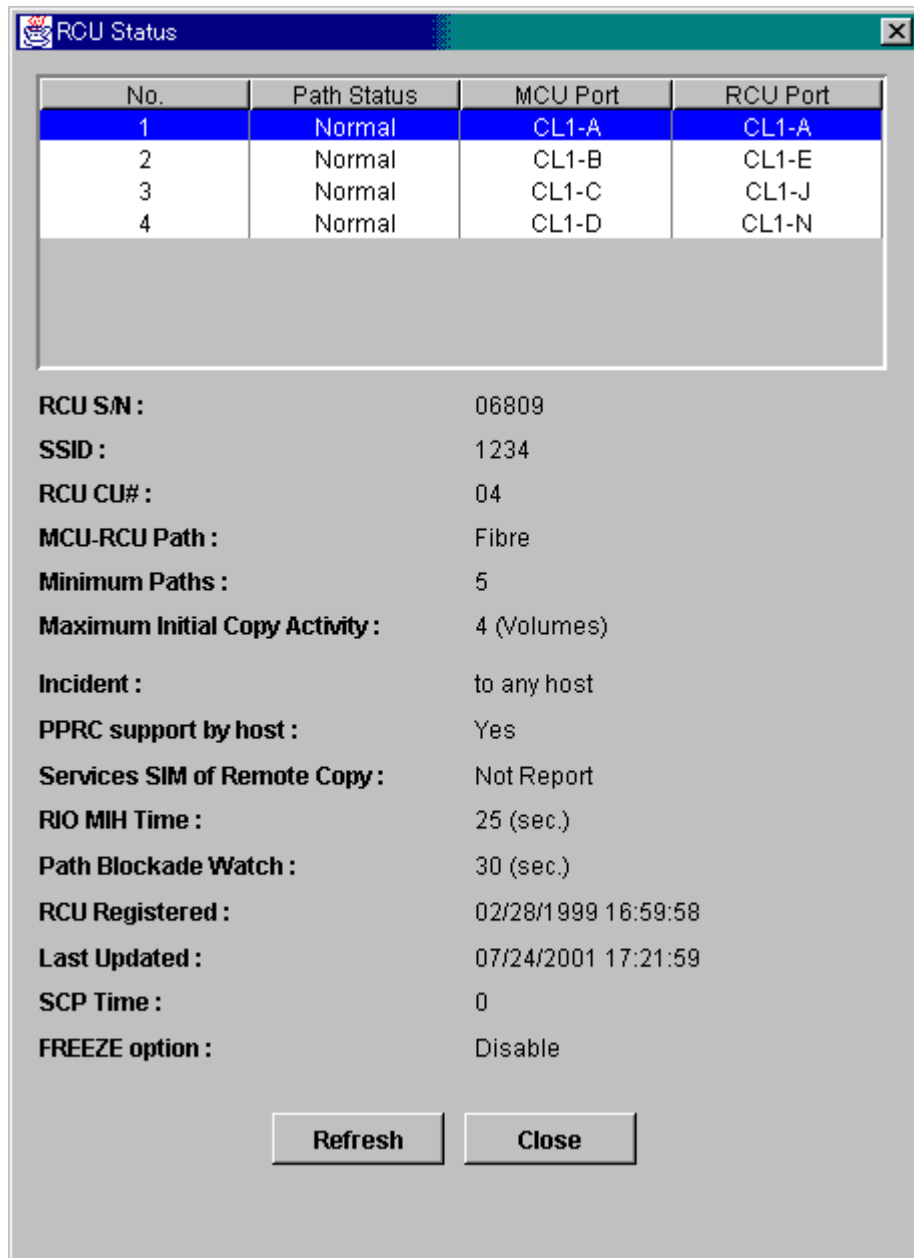 RCU Status
No. Path Status MCU Port RCU Port
1 Normal CL1-A CL1-A
2 Normal CL1-B CL1-E
3 Normal CL1-C CL1-J
4 Normal CL1-D CL1-N
RCU S/N : 06809
SSID : 1234
RCU CU# : 04
MCU-RCU Path : Fibre
Minimum Paths : 5
Maximum Initial Copy Activity : 4 (Volumes)
Incident : to any host
PPRC support by host : Yes
Services SIM of Remote Copy : Not Report
RIO MIH Time : 25 (sec.)
Path Blockade Watch : 30 (sec.)
RCU Registered : 02/28/1999 16:59:58
Last Updated : 07/24/2001 17:21:59
SCP Time : 0
FREEZE option : Disable
Refresh Close